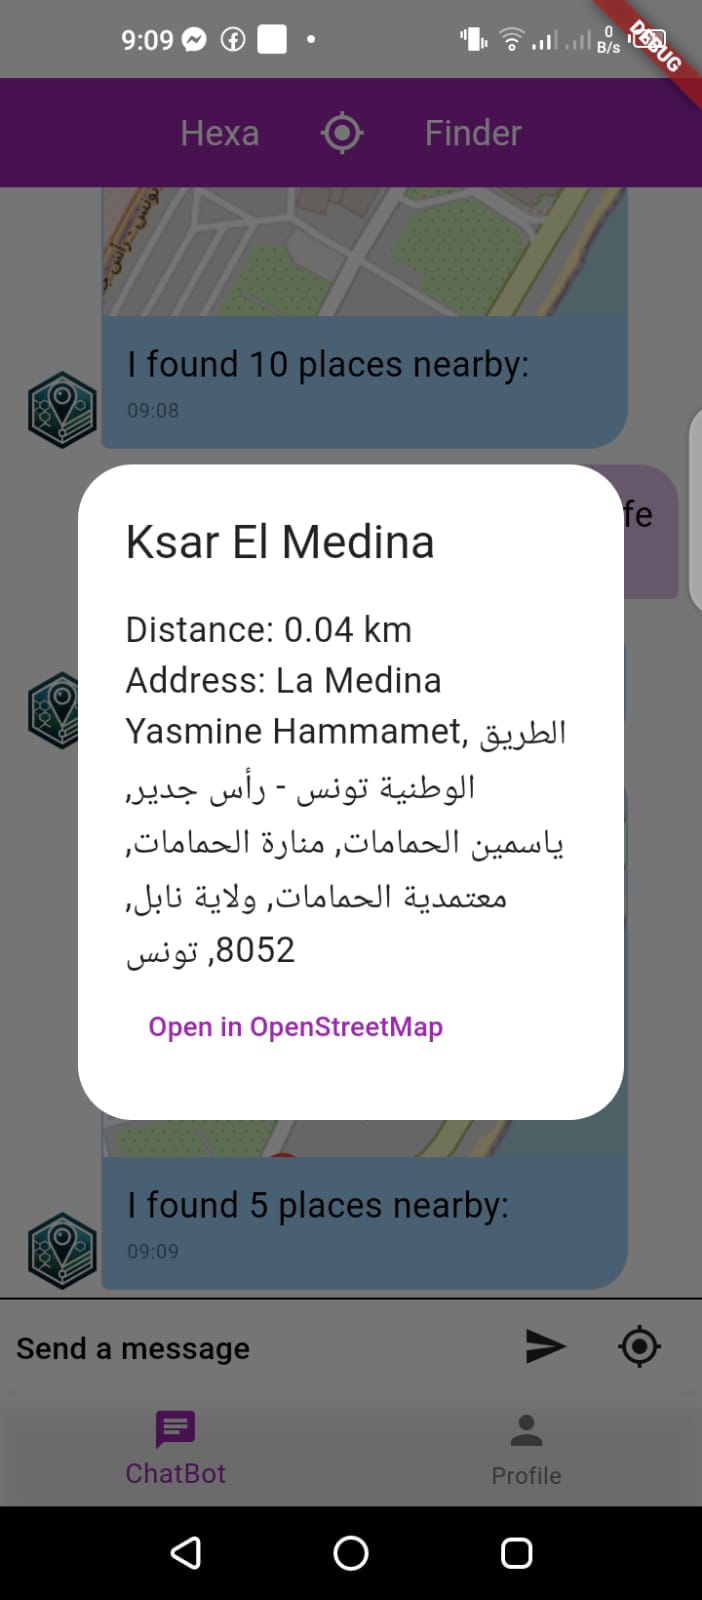 9:09
0
B/s
DEBUG
Hexa Finder
تونس - رأس ج
I found 10 places nearby:
09:08
fe
Ksar El Medina
Distance: 0.04 km
Address: La Medina
Yasmine Hammamet, الطريق
الوطنية تونس - رأس جدير,
ياسمين الحمامات, منارة الحمامات,
معتمدية الحمامات, ولاية نابل,
8052, تونس
Open in OpenStreetMap
I found 5 places nearby:
09:09
Send a message
ChatBot
Profile